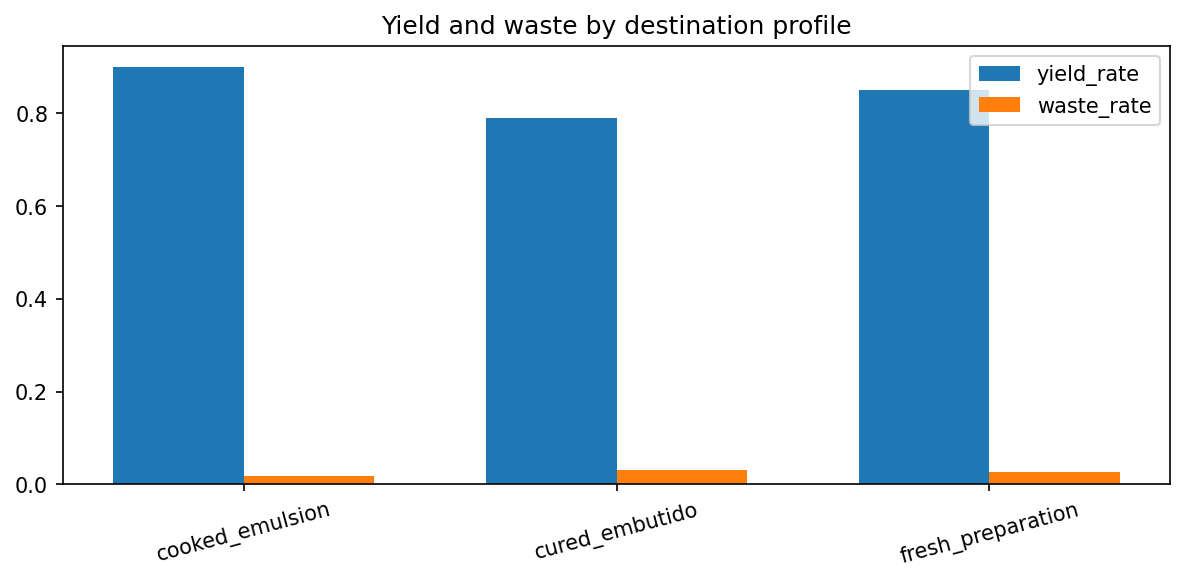 Yield and waste by destination profile
yield_rate
waste_rate
0.8
0.6
0.4
0.2
0.0
cooked_emulsion
cured_embutido
fresh_preparation